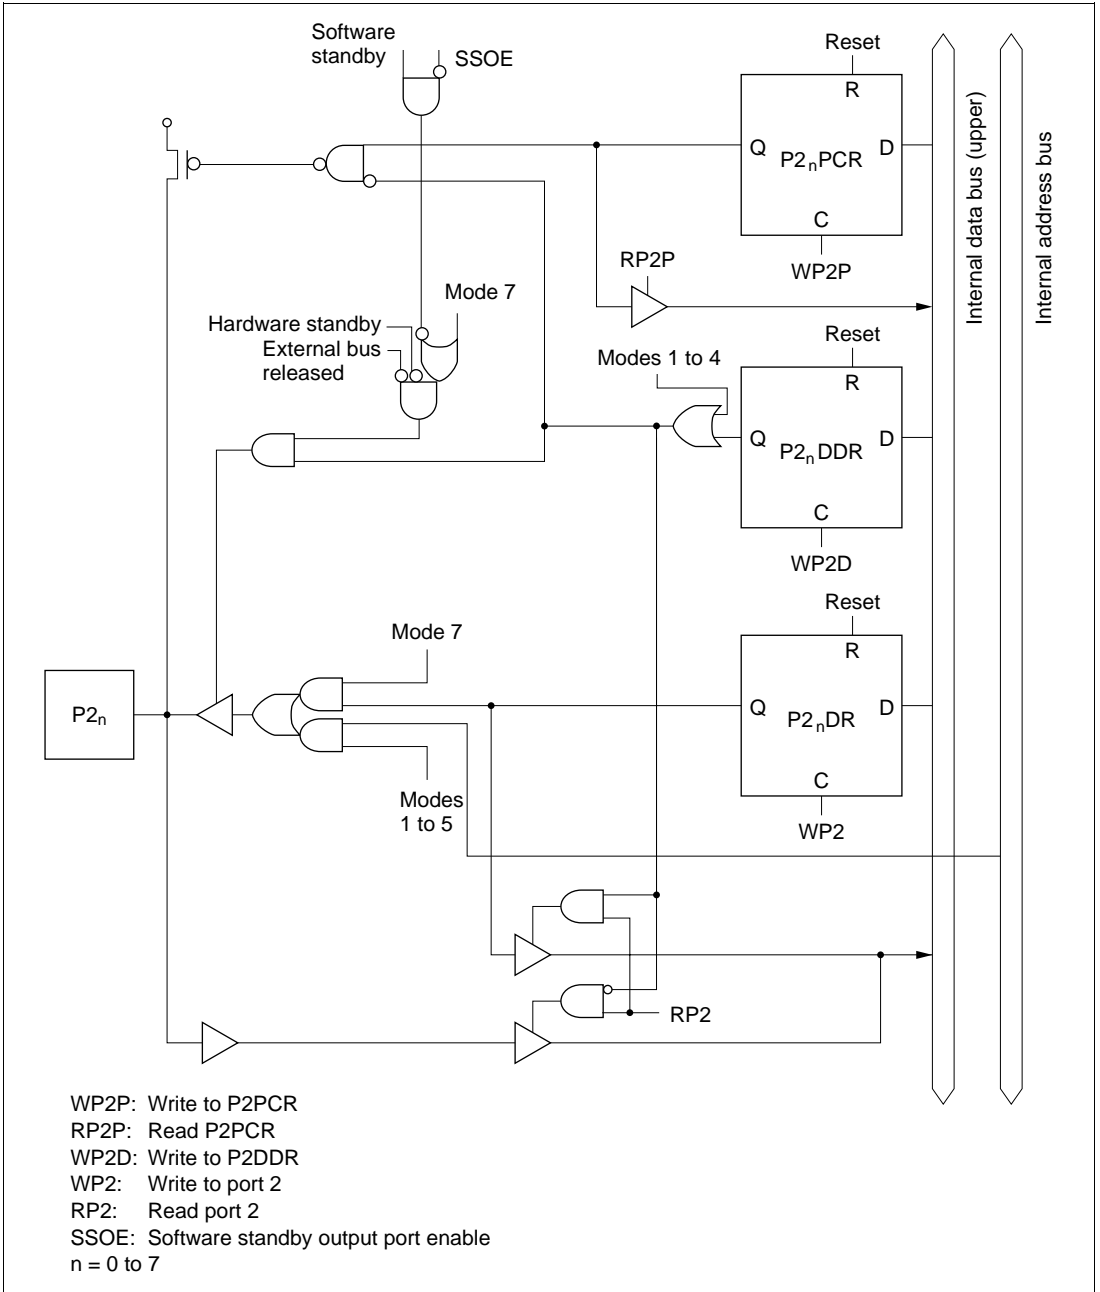 Software
standby
SSOE
Reset
R
Q
P2nPCR
D
C
WP2P
RP2P
Mode 7
Hardware standby
External bus
released
Modes 1 to 4
Reset
R
Q
P2nDDR
D
C
WP2D
Internal data bus (upper)
Internal address bus
Reset
R
Q
P2nDR
D
C
WP2
Mode 7
P2n
Modes
1 to 5
RP2
WP2P: Write to P2PCR
RP2P: Read P2PCR
WP2D: Write to P2DDR
WP2: Write to port 2
RP2: Read port 2
SSOE: Software standby output port enable
n = 0 to 7